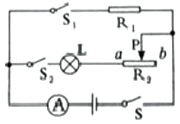 S₁ R₁
L a P b
S₂ R₂
A S